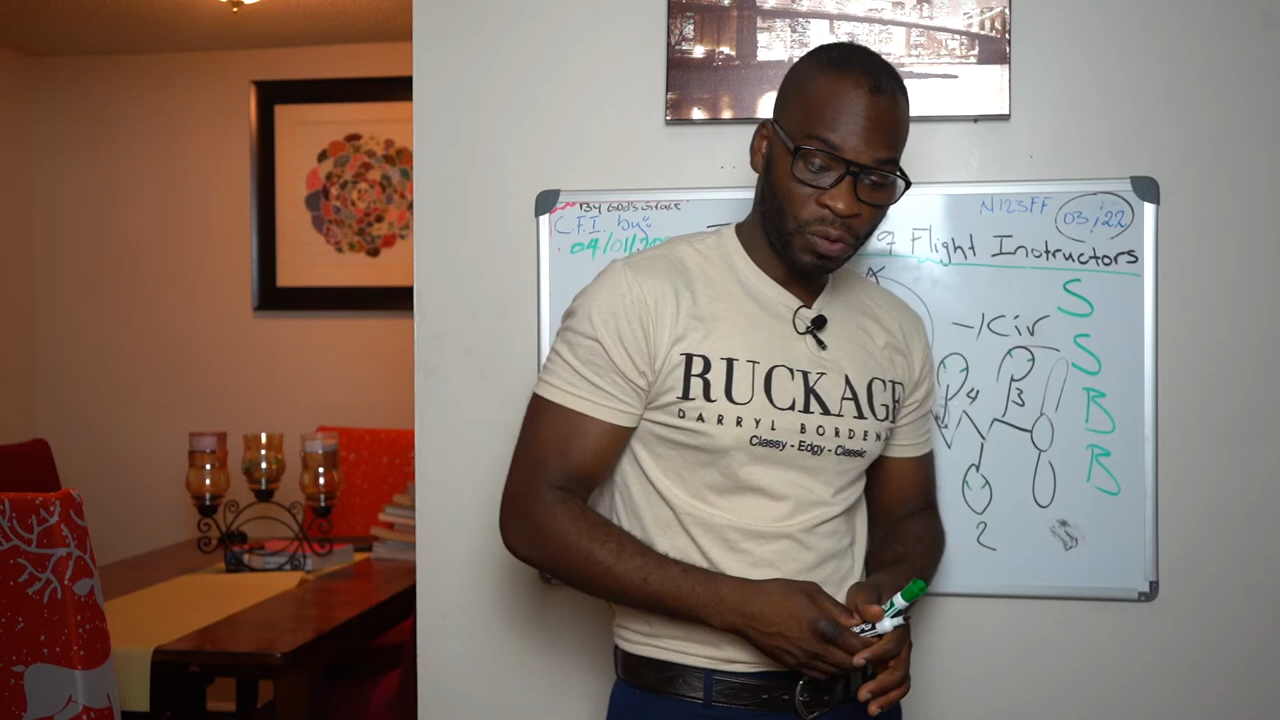 "By God's Grace"
C.F.I. by:
04/01/20
N123FF
03/22
g Flight Instructors
S
S
B
B
-1Cir
4
3
2
RUCKAGE
DARRYL BORDEN
Classy - Edgy - Classic